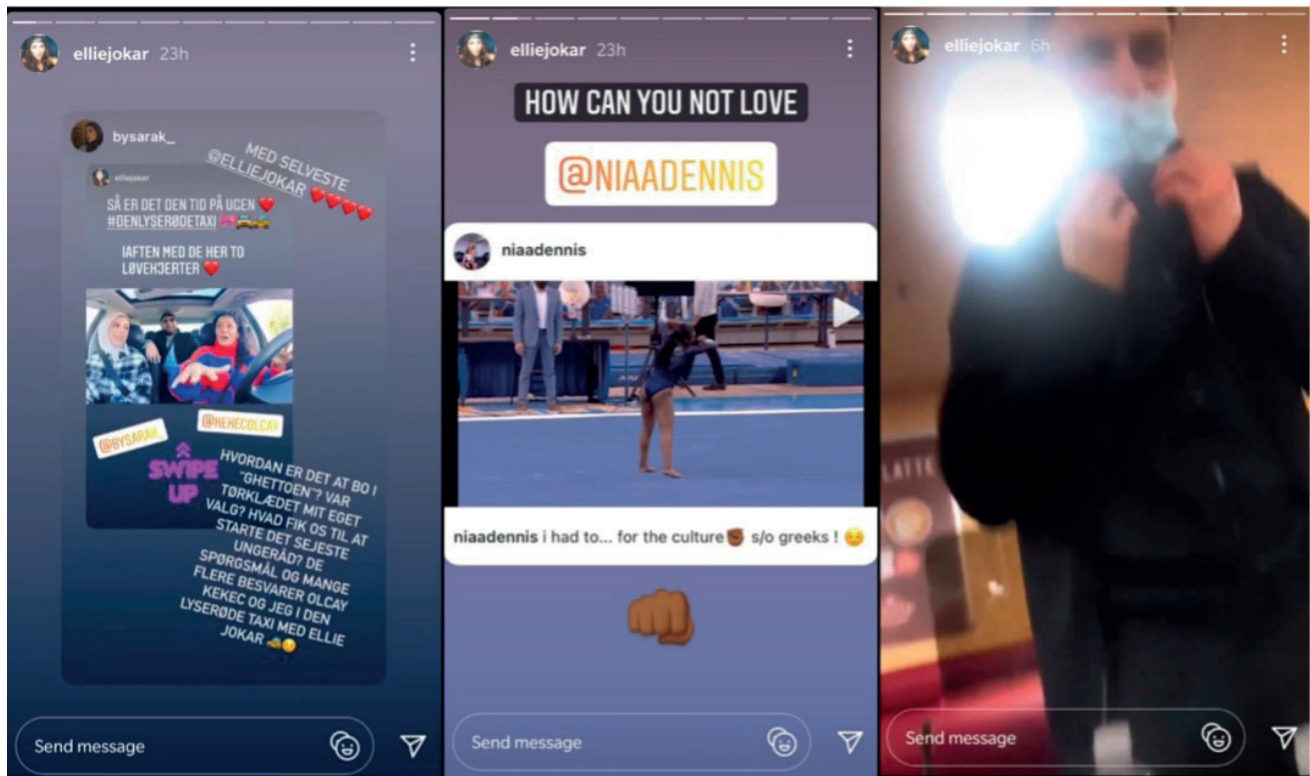 elliejokar 23h
bysarak_
MED SELVESTE
@ELLIEJOKAR ❤️❤️❤️❤️
elliejokar
SÅ ER DET DEN TID PÅ UGEN ❤️
#DENLYSERØDETAXI
IAFTEN MED DE HER TO
LØVEHJERTER ❤️
@BYSARAK_
@KEKECOLCAY
SWIPE
UP
HVORDAN ER DET AT BO I
"GHETTOEN"? VAR
TØRKLÆDET MIT EGET
VALG? HVAD FIK OS TIL AT
STARTE DET SEJESTE
UNGERÅD? DE
SPØRGSMÅL OG MANGE
FLERE BESVARER OLCAY
KEKEC OG JEG I DEN
LYSERØDE TAXI MED ELLIE
JOKAR
Send message
elliejokar 23h
HOW CAN YOU NOT LOVE
@NIAADENNIS
niaadennis
niaadennis i had to... for the culture✊🏾 s/o greeks ! 😌
Send message
elliejokar 6h
LATTE
Send message